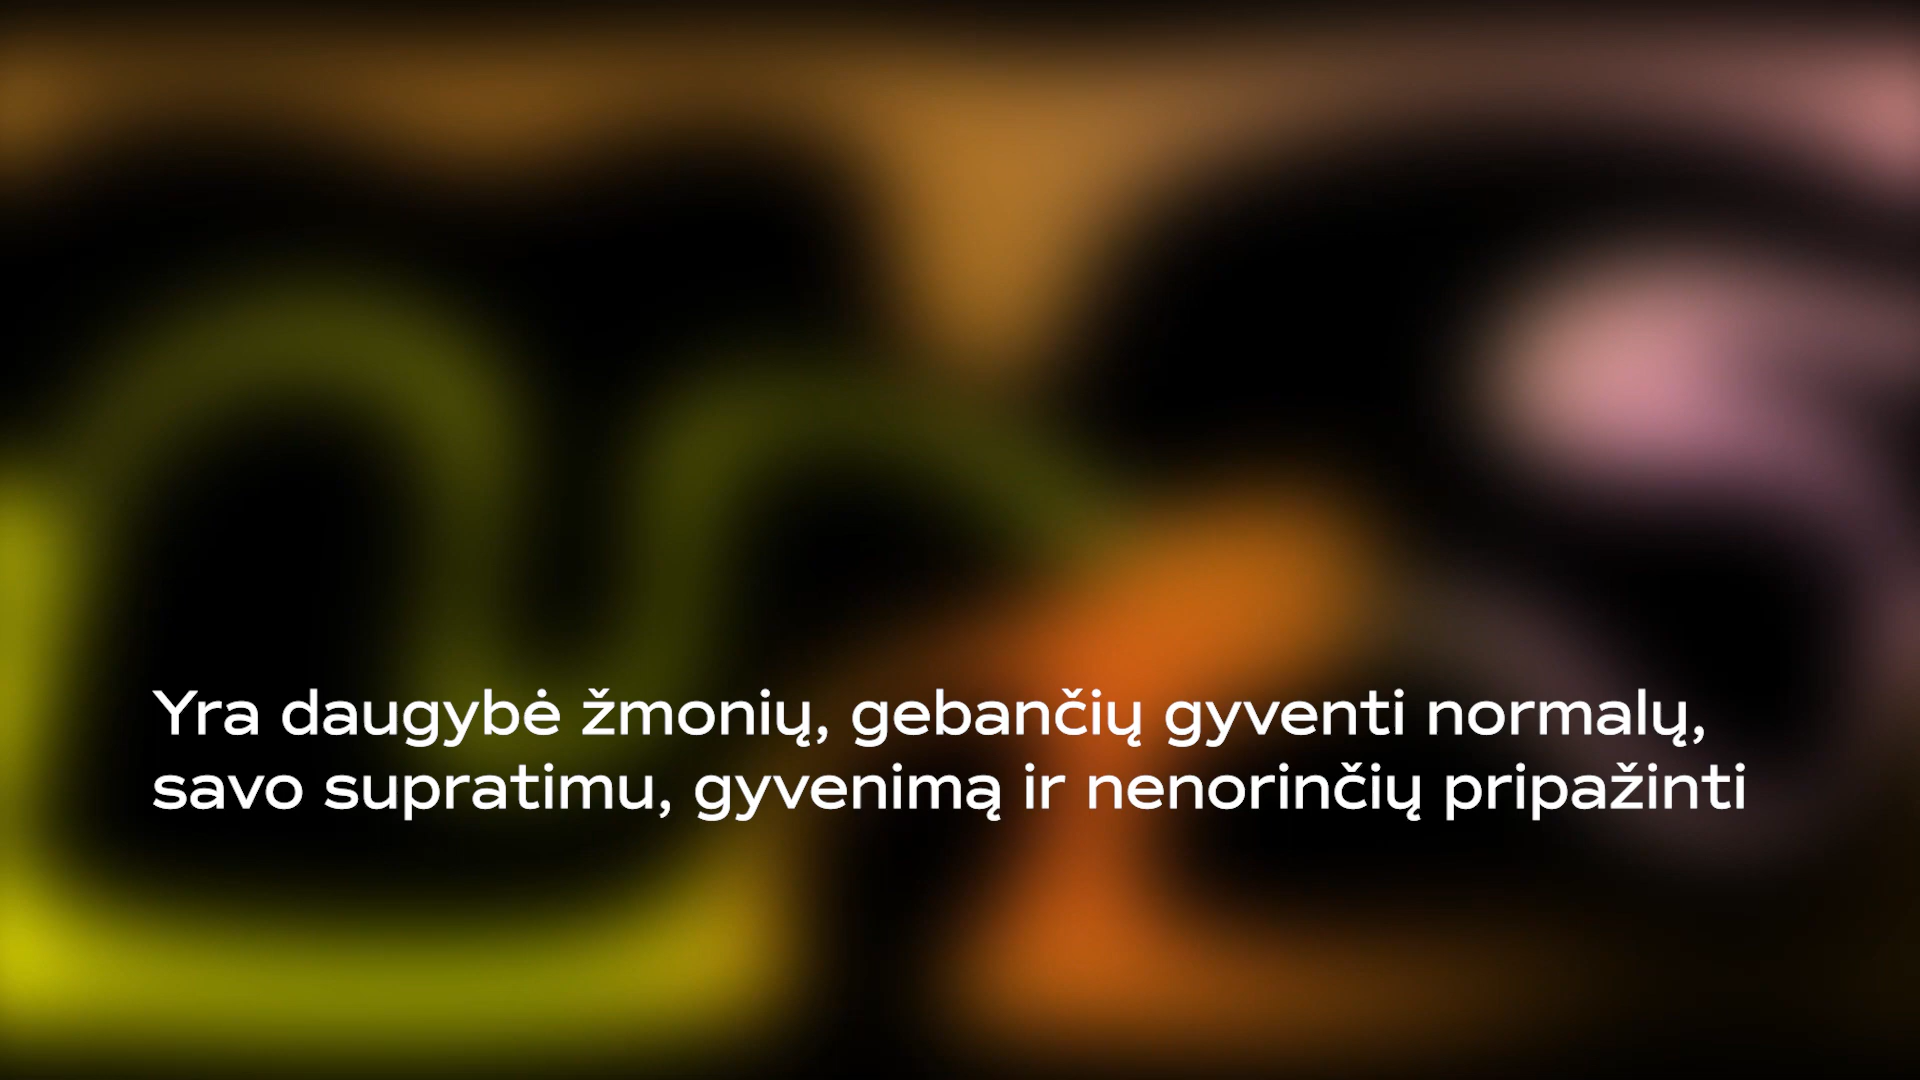 Yra daugybė žmonių, gebančių gyventi normalų,
savo supratimu, gyvenimą ir nenorinčių pripažinti